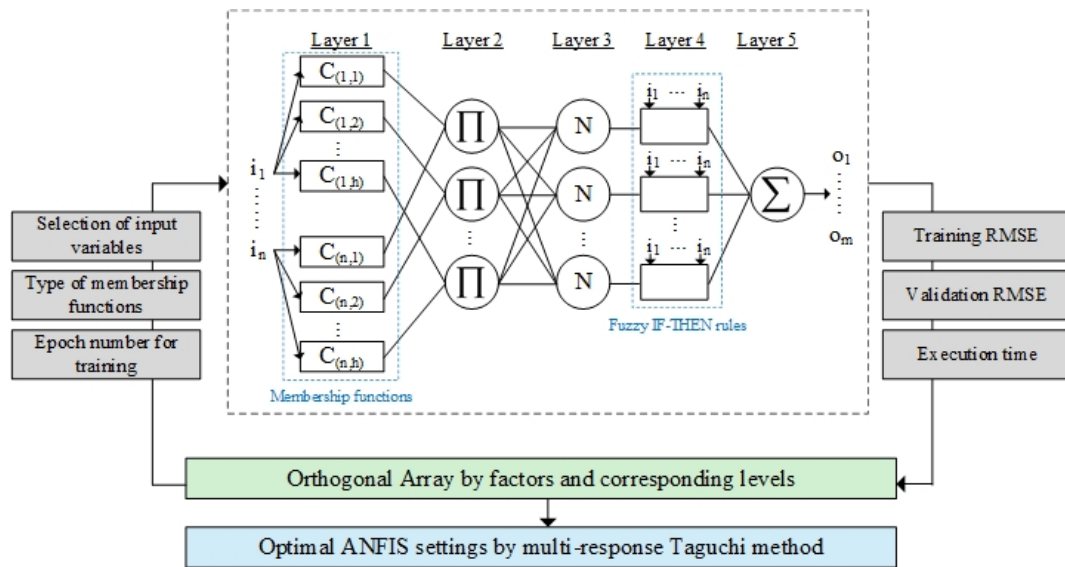 Layer 1 Layer 2 Layer 3 Layer 4 Layer 5
C(1,1)
C(1,2)
⋮
C(1,h)
C(n,1)
C(n,2)
⋮
C(n,h)
Membership functions
i1
⋮
in
∏
∏
⋮
∏
N
N
⋮
N
i1 ··· in
i1 ··· in
⋮
i1 ··· in
Fuzzy IF-THEN rules
∑
o1
⋮
om
Selection of input
variables
Type of membership
functions
Epoch number for
training
Training RMSE
Validation RMSE
Execution time
Orthogonal Array by factors and corresponding levels
Optimal ANFIS settings by multi-response Taguchi method